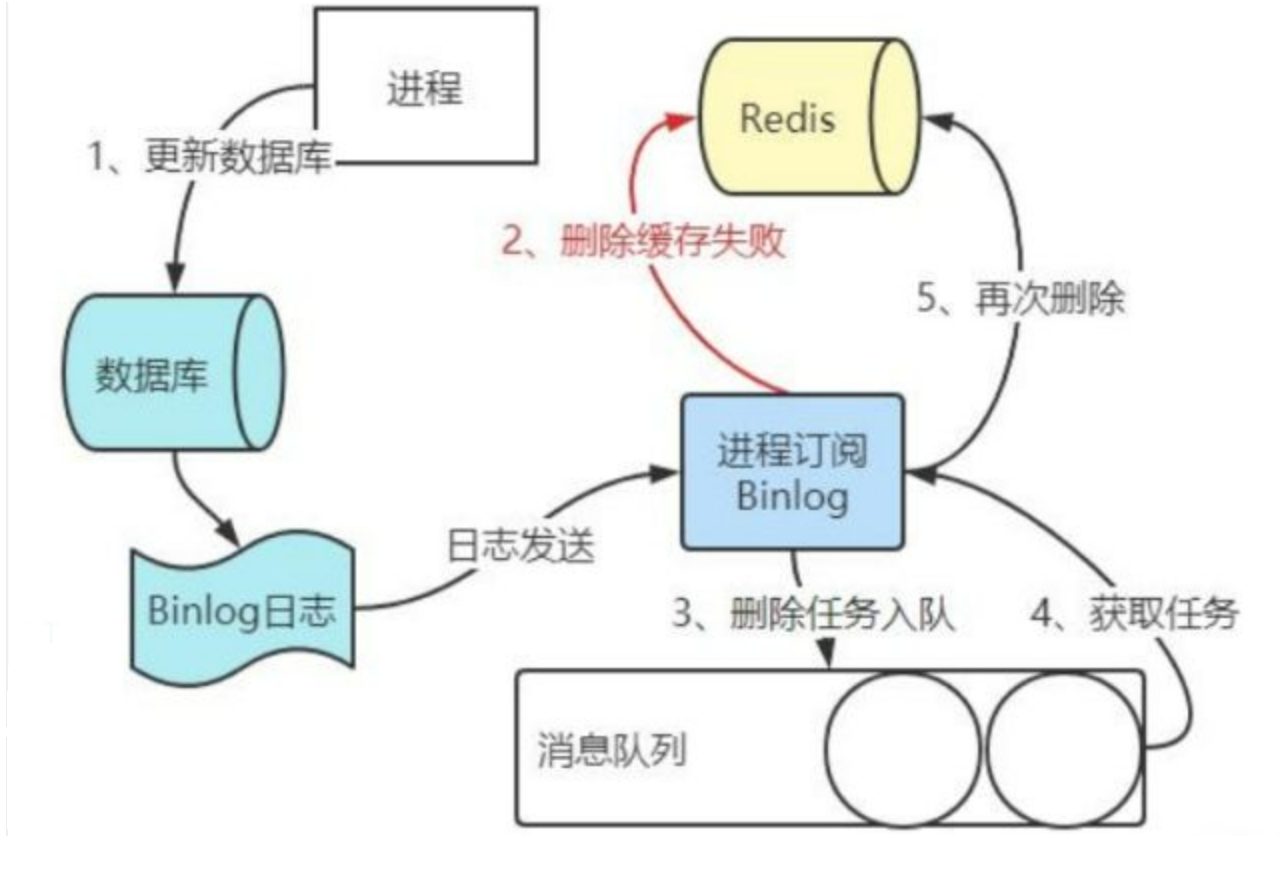 进程
Redis
1、更新数据库
2、删除缓存失败
5、再次删除
数据库
进程订阅
Binlog
日志发送
Binlog日志
3、删除任务入队
4、获取任务
消息队列